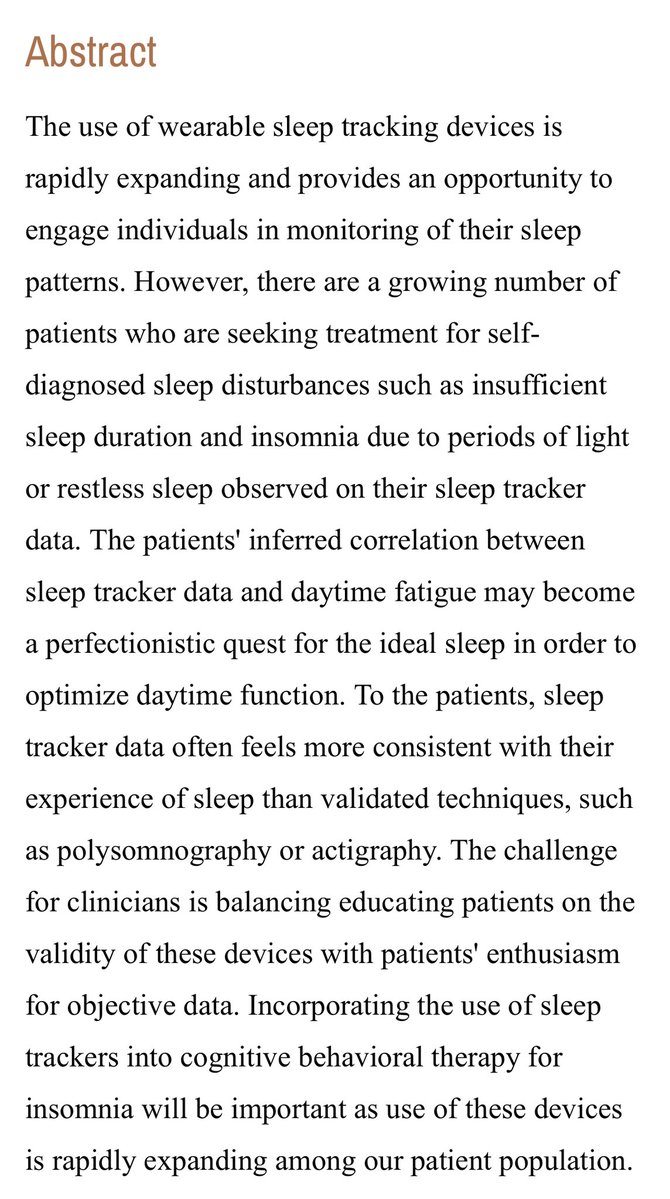 Abstract
The use of wearable sleep tracking devices is
rapidly expanding and provides an opportunity to
engage individuals in monitoring of their sleep
patterns. However, there are a growing number of
patients who are seeking treatment for self-
diagnosed sleep disturbances such as insufficient
sleep duration and insomnia due to periods of light
or restless sleep observed on their sleep tracker
data. The patients' inferred correlation between
sleep tracker data and daytime fatigue may become
a perfectionistic quest for the ideal sleep in order to
optimize daytime function. To the patients, sleep
tracker data often feels more consistent with their
experience of sleep than validated techniques, such
as polysomnography or actigraphy. The challenge
for clinicians is balancing educating patients on the
validity of these devices with patients' enthusiasm
for objective data. Incorporating the use of sleep
trackers into cognitive behavioral therapy for
insomnia will be important as use of these devices
is rapidly expanding among our patient population.